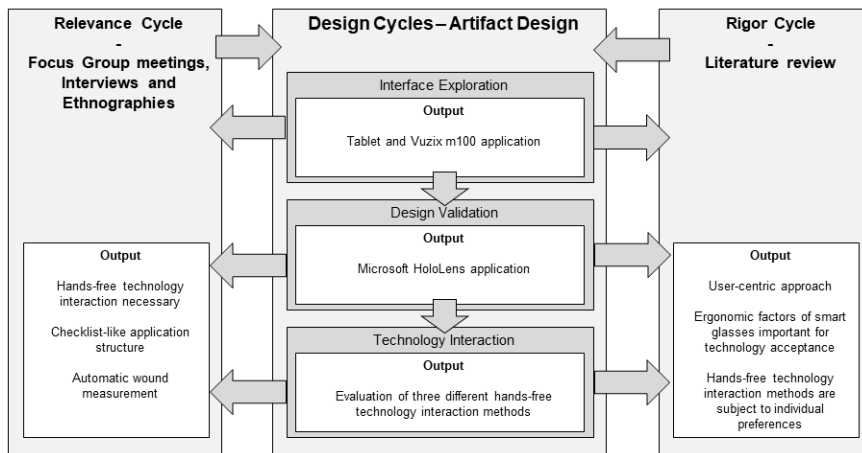 Relevance Cycle
-
Focus Group meetings,
Interviews and
Ethnographies
Output
Hands-free technology
interaction necessary
Checklist-like application
structure
Automatic wound
measurement
Design Cycles – Artifact Design
Interface Exploration
Output
Tablet and Vuzix m100 application
Design Validation
Output
Microsoft HoloLens application
Technology Interaction
Output
Evaluation of three different hands-free
technology interaction methods
Rigor Cycle
-
Literature review
Output
User-centric approach
Ergonomic factors of smart
glasses important for
technology acceptance
Hands-free technology
interaction methods are
subject to individual
preferences